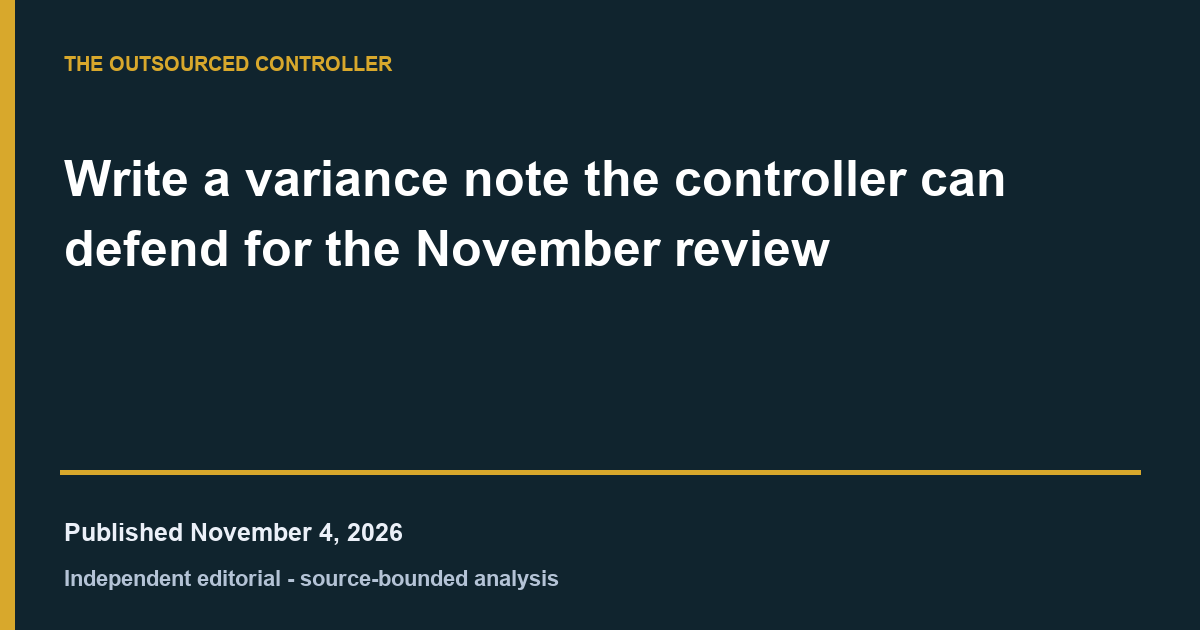 THE OUTSOURCED CONTROLLER
Write a variance note the controller can
defend for the November review
Published November 4, 2026
Independent editorial - source-bounded analysis